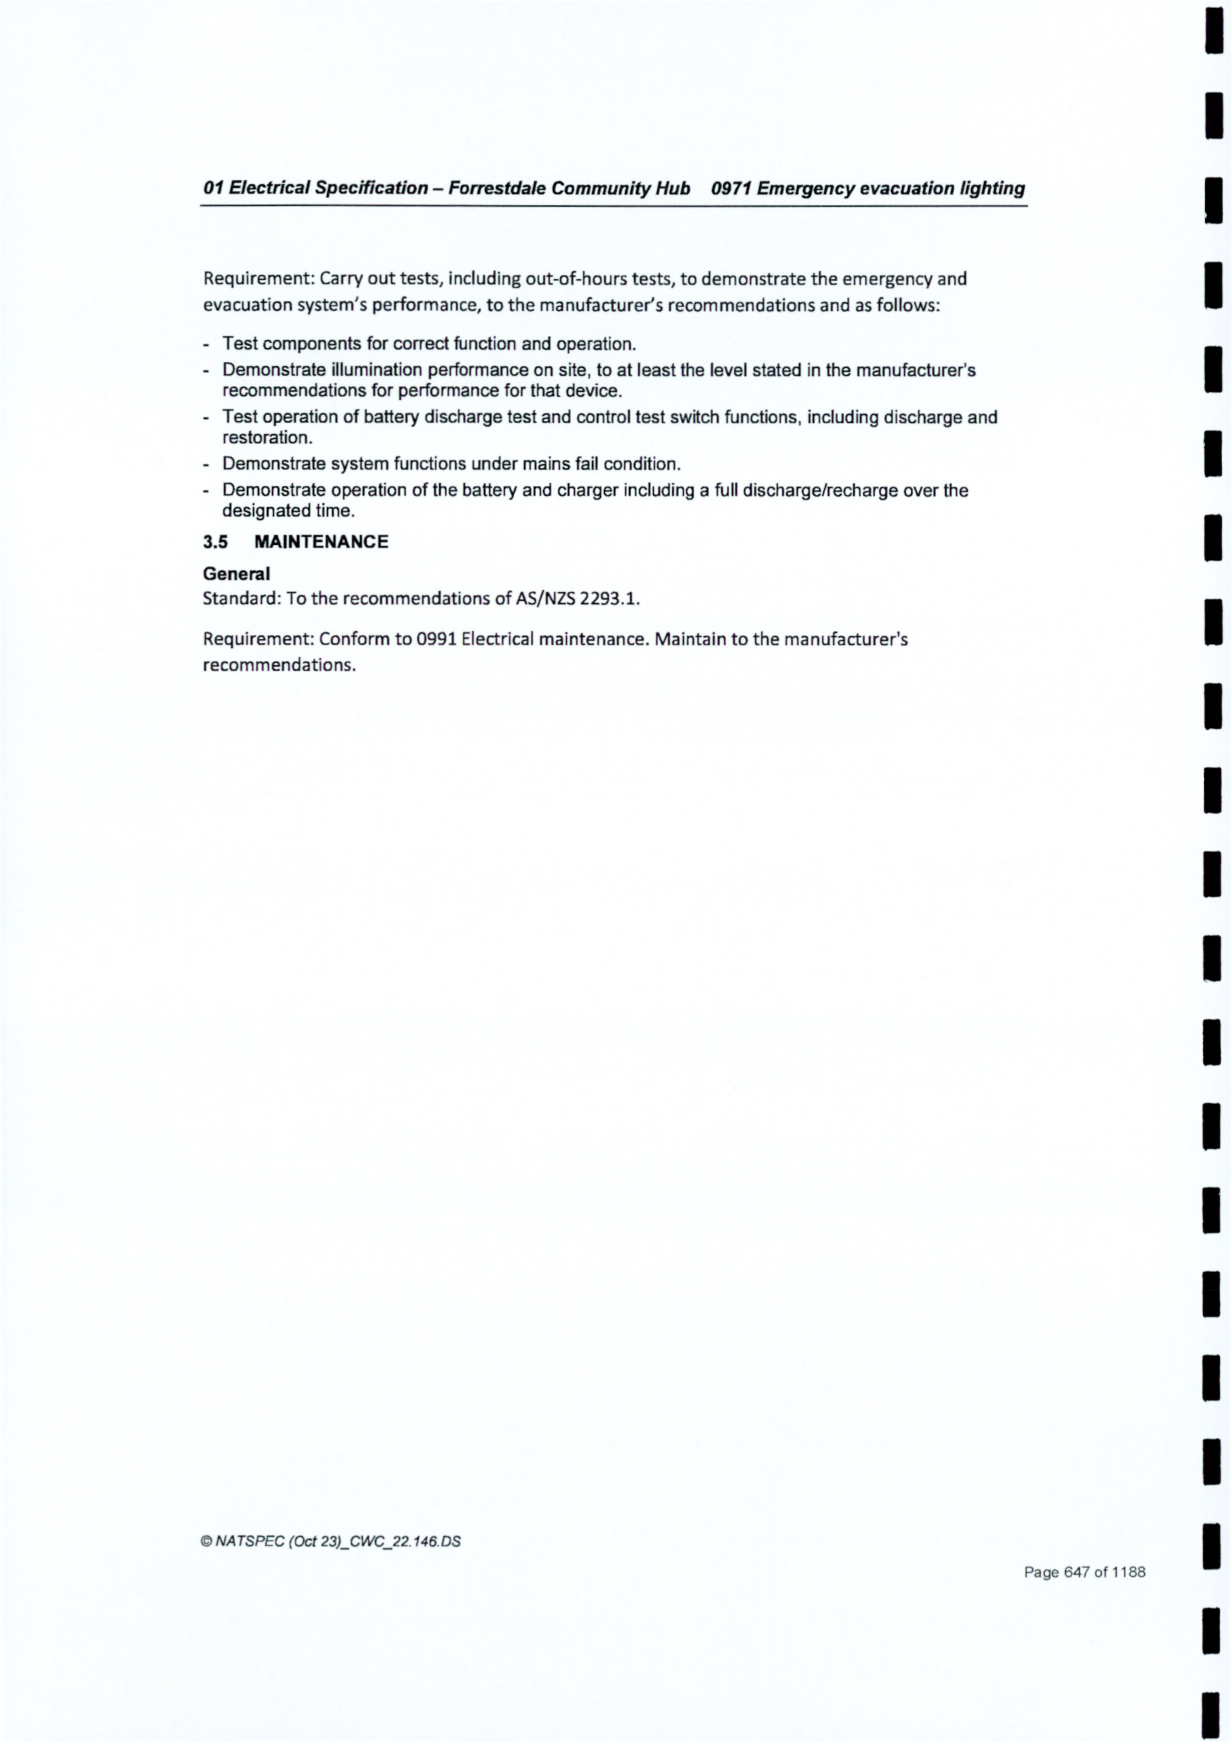 01 Electrical Specification – Forrestdale Community Hub 0971 Emergency evacuation lighting
Requirement: Carry out tests, including out-of-hours tests, to demonstrate the emergency and
evacuation system's performance, to the manufacturer's recommendations and as follows:
- Test components for correct function and operation.
- Demonstrate illumination performance on site, to at least the level stated in the manufacturer's
recommendations for performance for that device.
- Test operation of battery discharge test and control test switch functions, including discharge and
restoration.
- Demonstrate system functions under mains fail condition.
- Demonstrate operation of the battery and charger including a full discharge/recharge over the
designated time.
3.5 MAINTENANCE
General
Standard: To the recommendations of AS/NZS 2293.1.
Requirement: Conform to 0991 Electrical maintenance. Maintain to the manufacturer's
recommendations.
© NATSPEC (Oct 23)_CWC_22.146.DS
Page 647 of 1188